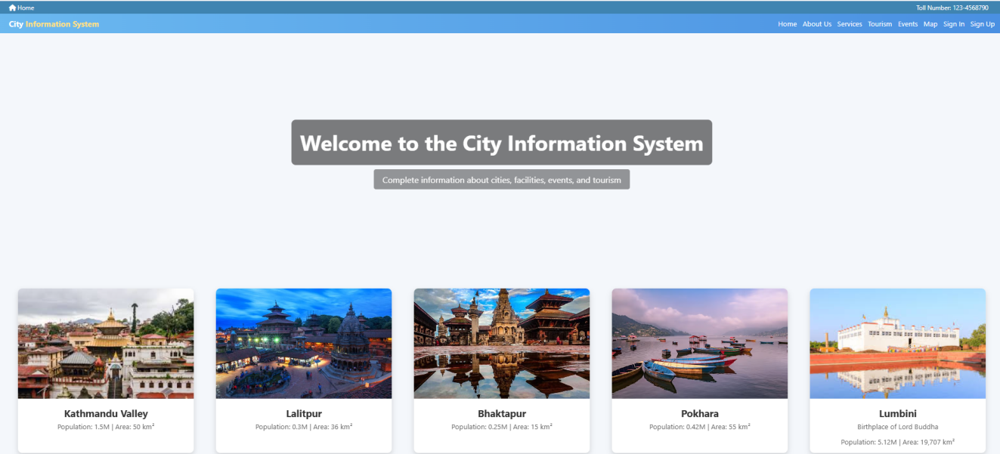 Home
Toll Number: 123-4568790
City Information System
Home About Us Services Tourism Events Map Sign In Sign Up
Welcome to the City Information System
Complete information about cities, facilities, events, and tourism
Kathmandu Valley
Population: 1.5M | Area: 50 km²
Lalitpur
Population: 0.3M | Area: 36 km²
Bhaktapur
Population: 0.25M | Area: 15 km²
Pokhara
Population: 0.42M | Area: 55 km²
Lumbini
Birthplace of Lord Buddha
Population: 5.12M | Area: 19,707 km²